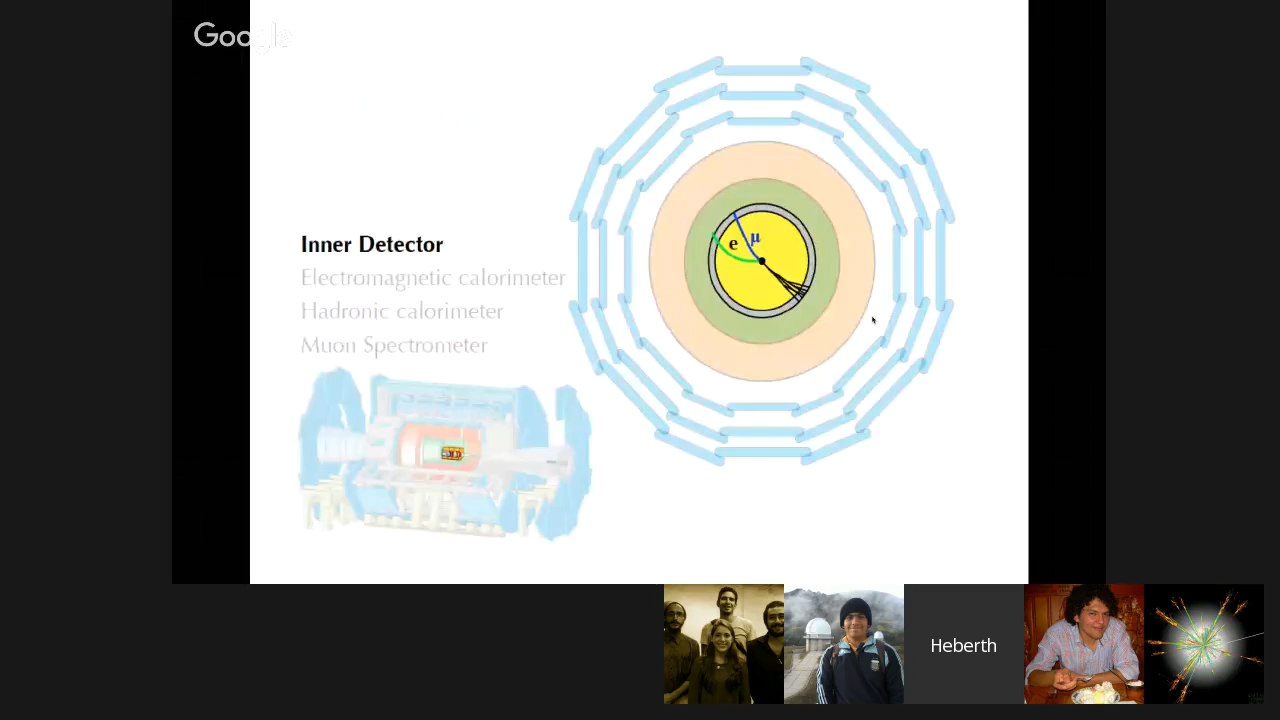 Google
Inner Detector
Electromagnetic calorimeter
Hadronic calorimeter
Muon Spectrometer
e μ
Heberth